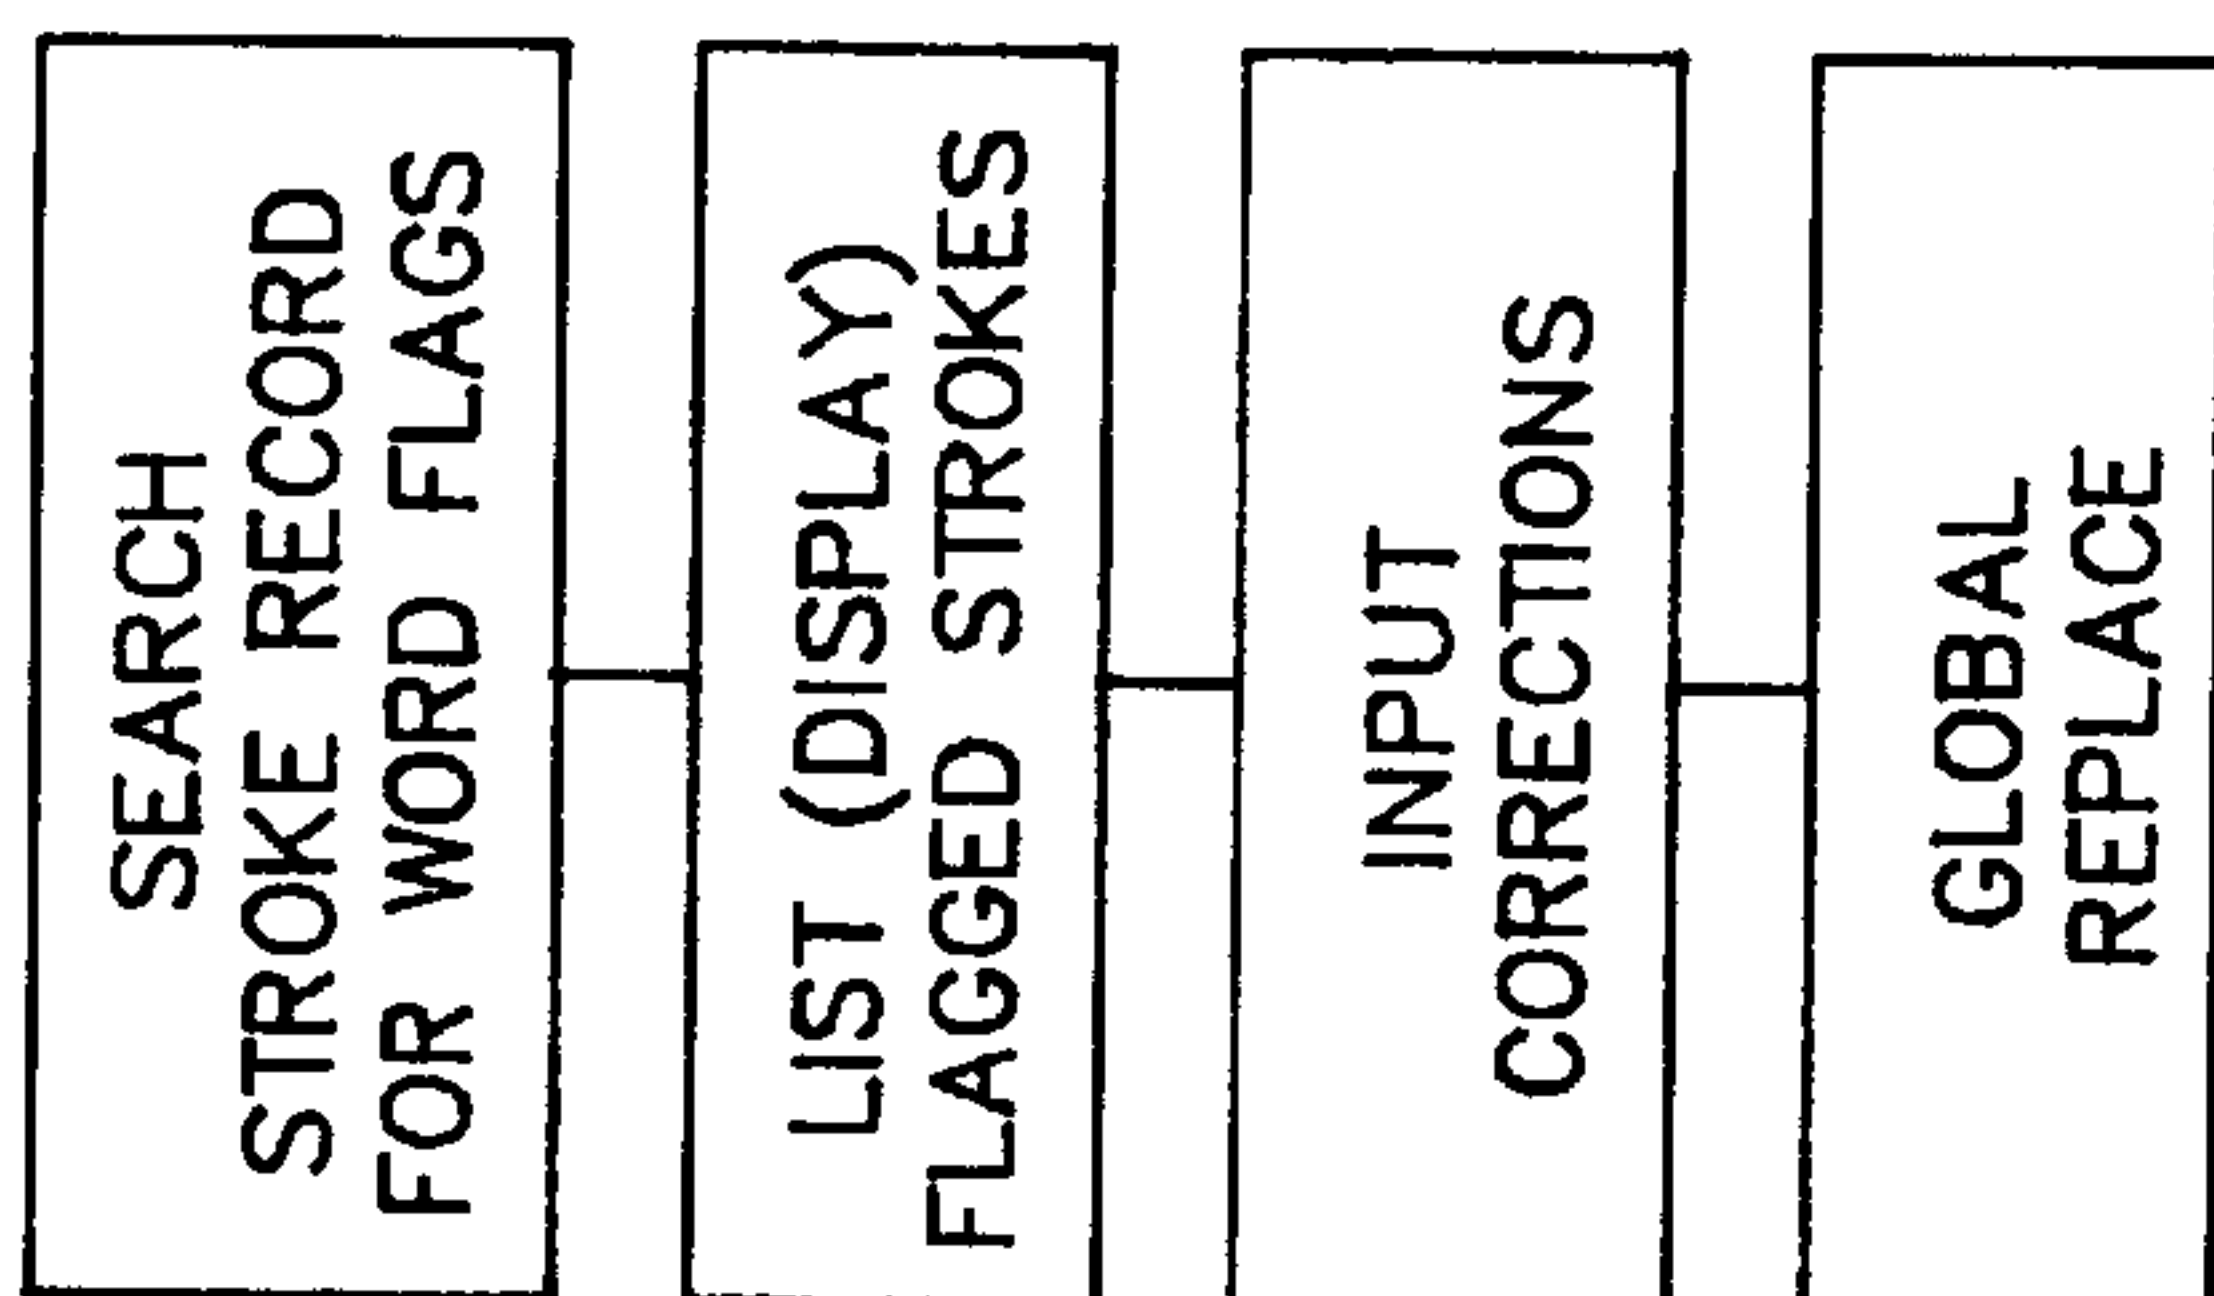 SEARCH
STROKE RECORD
FOR WORD FLAGS
LIST (DISPLAY)
FLAGGED STROKES
INPUT
CORRECTIONS
GLOBAL
REPLACE